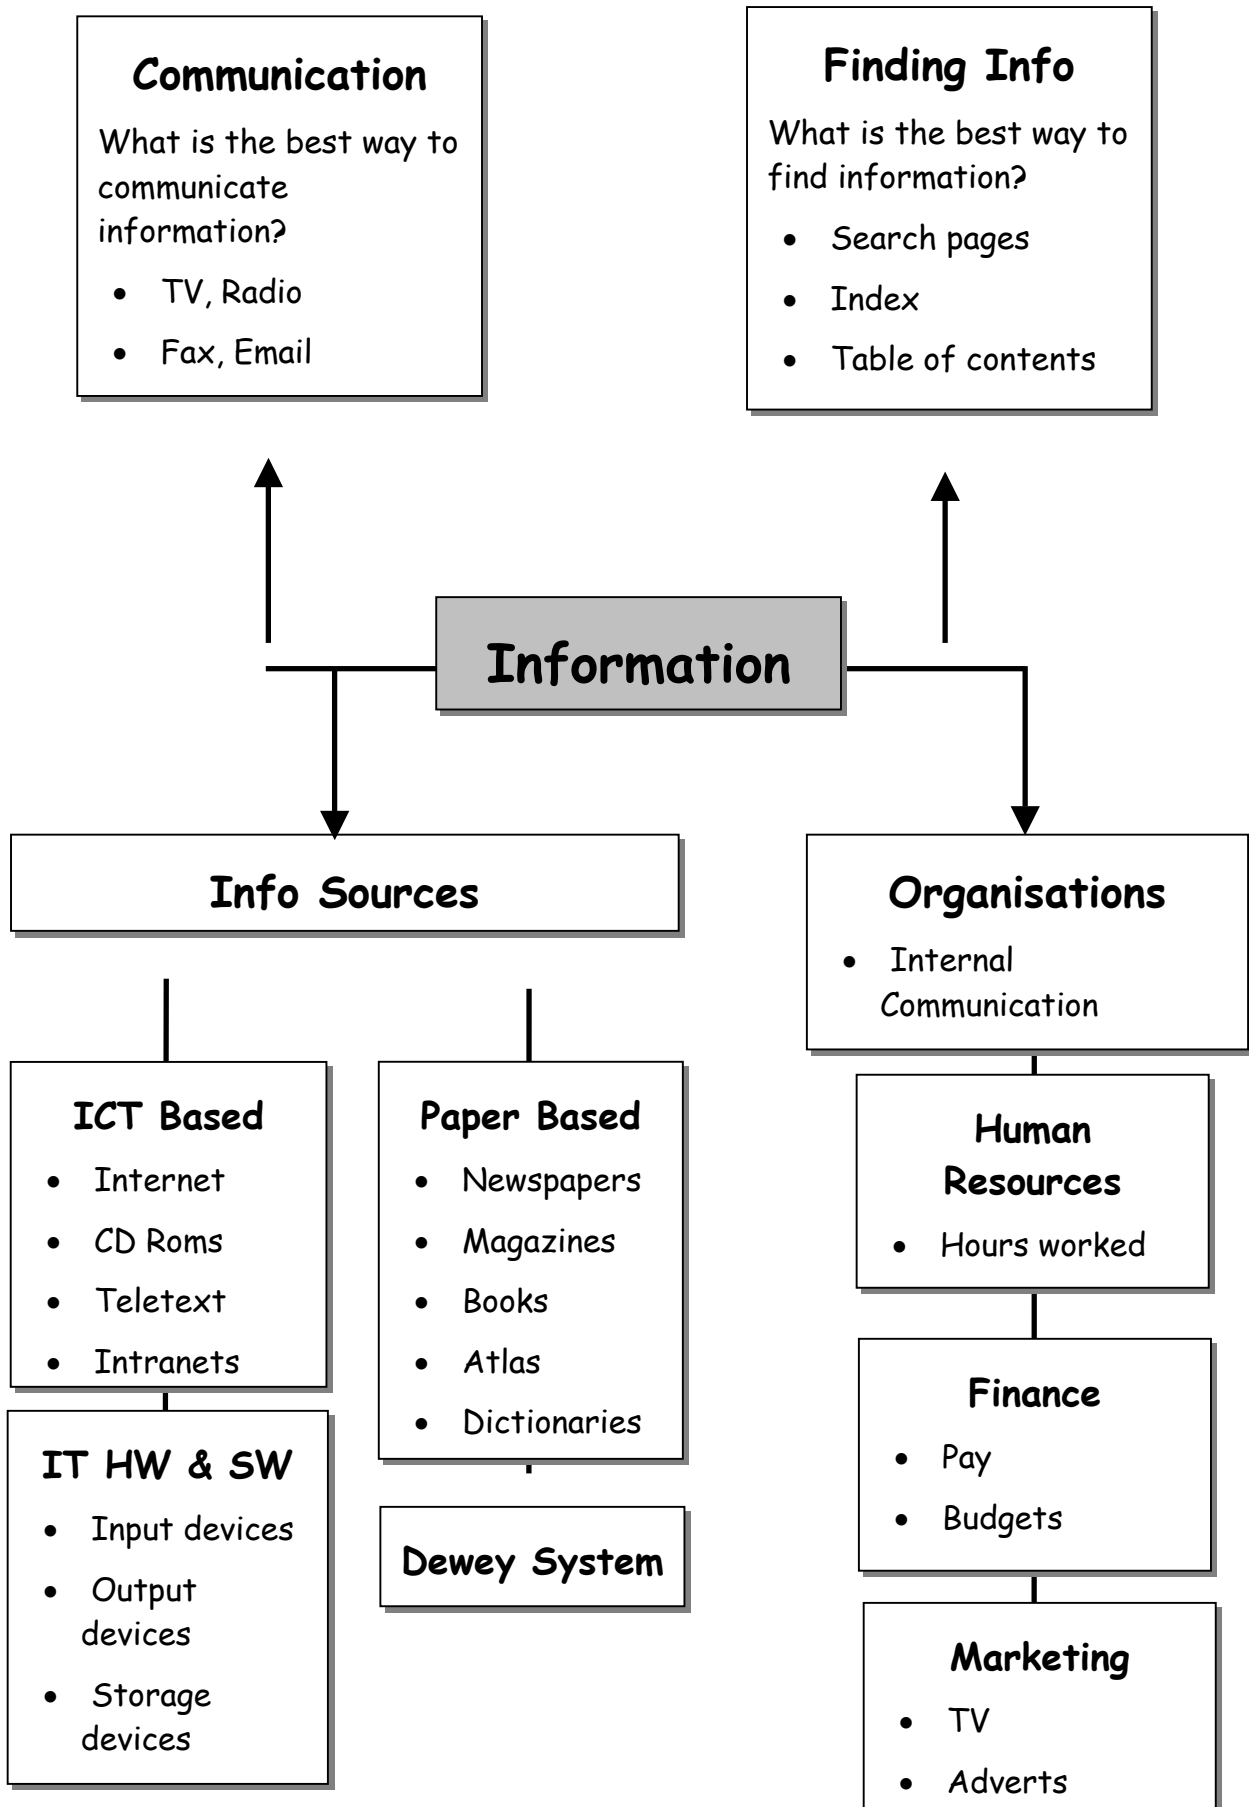 Communication
What is the best way to
communicate
information?
• TV, Radio
• Fax, Email
Finding Info
What is the best way to
find information?
• Search pages
• Index
• Table of contents
Information
Info Sources
Organisations
• Internal
Communication
ICT Based
• Internet
• CD Roms
• Teletext
• Intranets
Paper Based
• Newspapers
• Magazines
• Books
• Atlas
• Dictionaries
Human
Resources
• Hours worked
Finance
• Pay
• Budgets
IT HW & SW
• Input devices
• Output
devices
• Storage
devices
Dewey System
Marketing
• TV
• Adverts